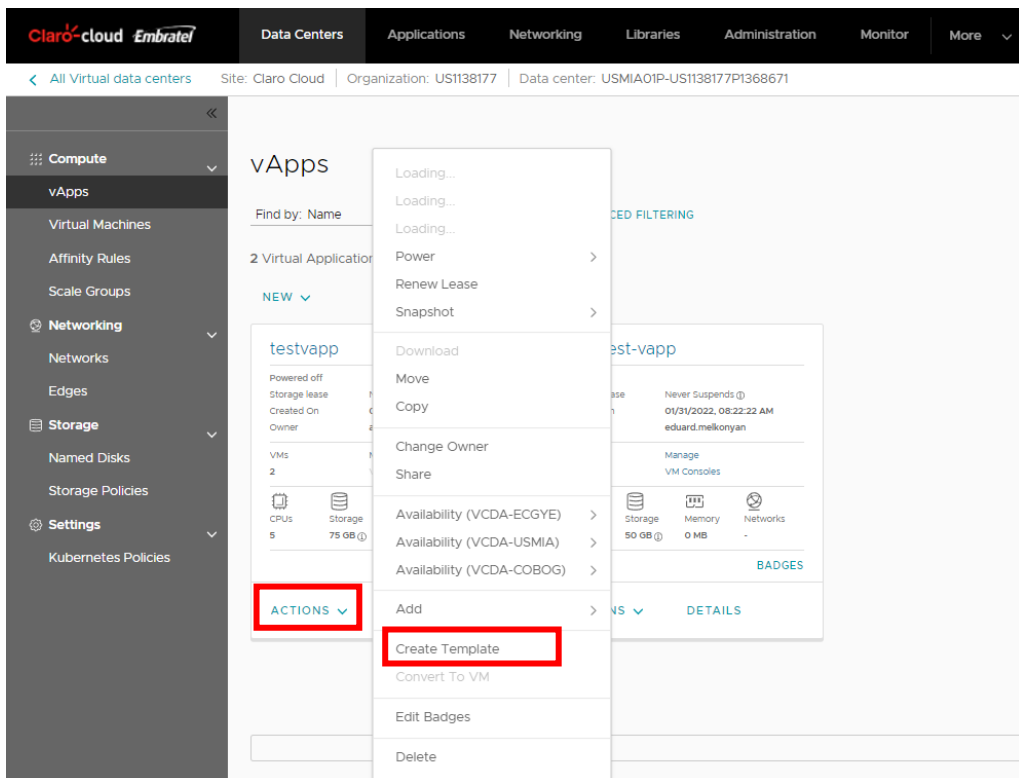 Claro-cloud Embratel Data Centers Applications Networking Libraries Administration Monitor More
All Virtual data centers Site: Claro Cloud Organization: US1138177 Data center: USMIA01P-US1138177P1368671
Compute
vApps
Virtual Machines
Affinity Rules
Scale Groups
Networking
Networks
Edges
Storage
Named Disks
Storage Policies
Settings
Kubernetes Policies
vApps
Find by: Name
CED FILTERING
2 Virtual Application
NEW
testvapp
Powered off
Storage lease
Created On
Owner
VMs
2
CPUs Storage
5 75 GB
ACTIONS
Loading...
Loading...
Loading...
Power
Renew Lease
Snapshot
Download
Move
Copy
Change Owner
Share
Availability (VCDA-ECGYE)
Availability (VCDA-USMIA)
Availability (VCDA-COBOG)
Add
Create Template
Convert To VM
Edit Badges
Delete
est-vapp
ase Never Suspends
01/31/2022, 08:22:22 AM
eduard.melkonyan
Manage
VM Consoles
Storage Memory Networks
50 GB 0 MB -
BADGES
NS DETAILS